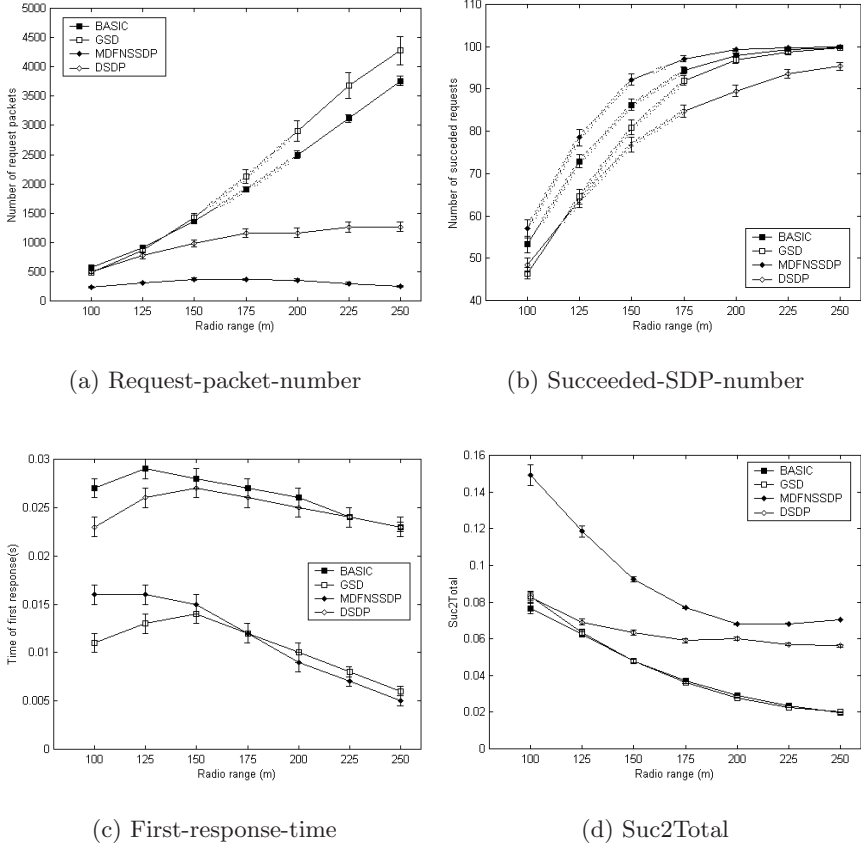 5000
4500
4000
3500
3000
2500
2000
1500
1000
500
0
Number of request packets
BASIC
GSD
MDFNSSDP
DSDP
100 125 150 175 200 225 250
Radio range (m)
(a) Request-packet-number
100
90
80
70
60
50
40
Number of succeded requests
BASIC
GSD
MDFNSSDP
DSDP
100 125 150 175 200 225 250
Radio range (m)
(b) Succeeded-SDP-number
0.03
0.025
0.02
0.015
0.01
0.005
0
Time of first response(s)
BASIC
GSD
MDFNSSDP
DSDP
100 125 150 175 200 225 250
Radio range (m)
(c) First-response-time
0.16
0.14
0.12
0.1
0.08
0.06
0.04
0.02
0
Suc2Total
BASIC
GSD
MDFNSSDP
DSDP
100 125 150 175 200 225 250
Radio range (m)
(d) Suc2Total